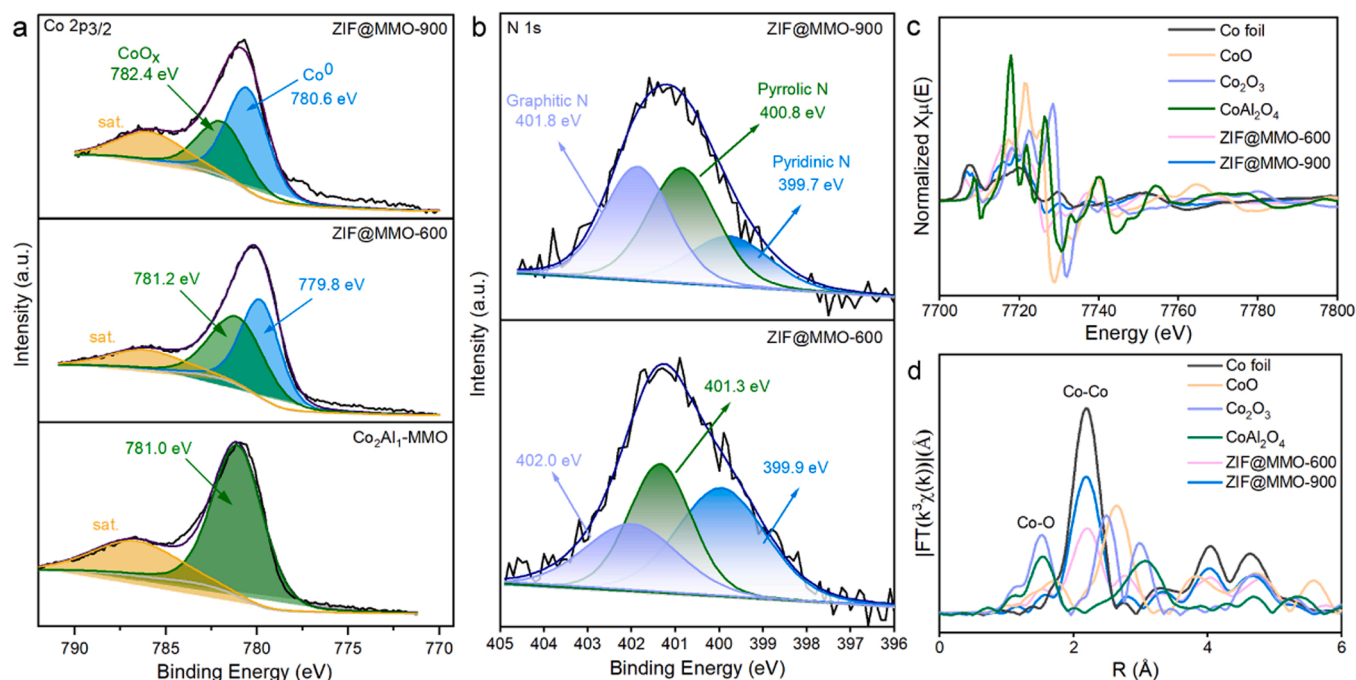 a
Co 2p3/2
ZIF@MMO-900
CoOx
782.4 eV
Co0
780.6 eV
sat.
ZIF@MMO-600
781.2 eV
779.8 eV
sat.
Co2Al1-MMO
781.0 eV
sat.
Intensity (a.u.)
790 785 780 775 770
Binding Energy (eV)
b
N 1s
ZIF@MMO-900
Graphitic N
401.8 eV
Pyrrolic N
400.8 eV
Pyridinic N
399.7 eV
ZIF@MMO-600
402.0 eV
401.3 eV
399.9 eV
Intensity (a.u.)
405 404 403 402 401 400 399 398 397 396
Binding Energy (eV)
c
Co foil
CoO
Co2O3
CoAl2O4
ZIF@MMO-600
ZIF@MMO-900
Normalized Xμ(E)
7700 7720 7740 7760 7780 7800
Energy (eV)
d
Co foil
CoO
Co2O3
CoAl2O4
ZIF@MMO-600
ZIF@MMO-900
Co-Co
Co-O
|FT(k3χ(k))|(Å)
0 2 4 6
R (Å)